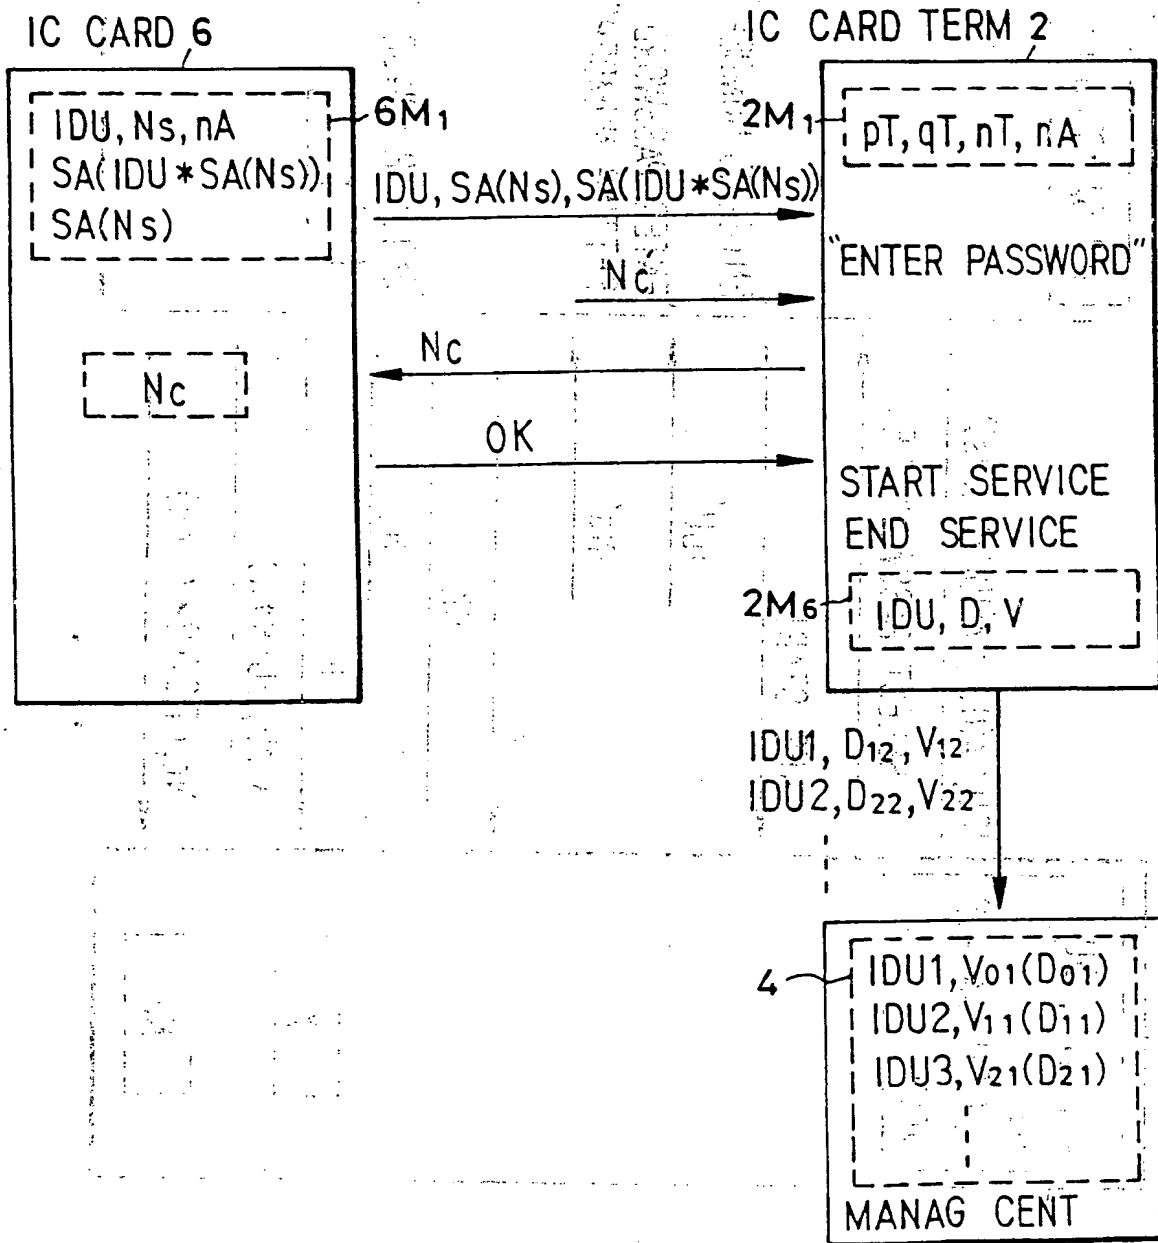 IC CARD 6
IC CARD TERM 2
IDU, Ns, nA
SA(IDU*SA(Ns))
SA(Ns)
6M1
2M1
pT, qT, nT, nA
IDU, SA(Ns), SA(IDU*SA(Ns))
"ENTER PASSWORD"
Nc
Nc
Nc
OK
START SERVICE
END SERVICE
2M6
IDU, D, V
IDU1, D12, V12
IDU2, D22, V22
4
IDU1, V01(D01)
IDU2, V11(D11)
IDU3, V21(D21)
MANAG CENT